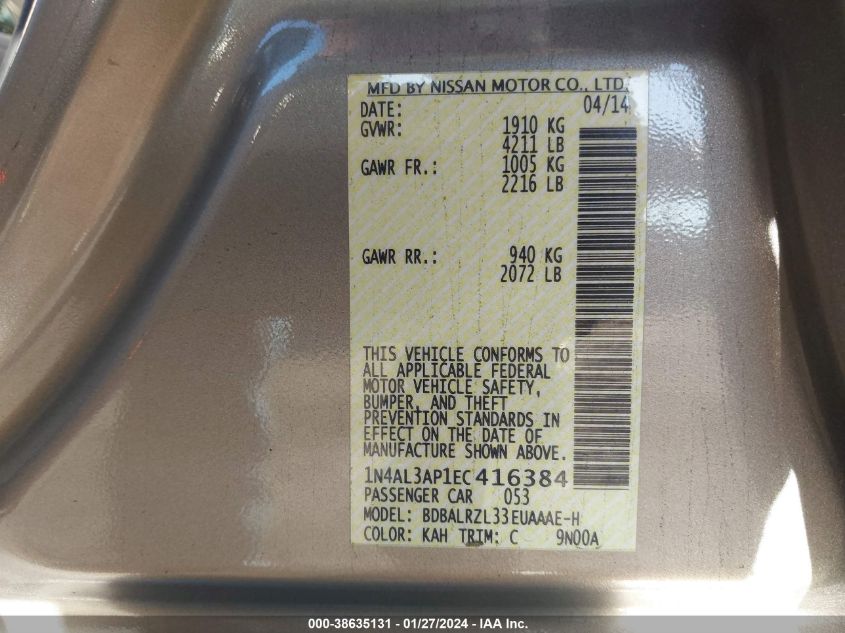 MFD BY NISSAN MOTOR CO., LTD.
DATE: 04/14
GVWR: 1910 KG
4211 LB
GAWR FR.: 1005 KG
2216 LB
GAWR RR.: 940 KG
2072 LB
THIS VEHICLE CONFORMS TO
ALL APPLICABLE FEDERAL
MOTOR VEHICLE SAFETY,
BUMPER, AND THEFT
PREVENTION STANDARDS IN
EFFECT ON THE DATE OF
MANUFACTURE SHOWN ABOVE.
1N4AL3AP1EC416384
PASSENGER CAR 053
MODEL: BDBALRZL33EUAAAE-H
COLOR: KAH TRIM: C 9N00A
000-38635131 - 01/27/2024 - IAA Inc.